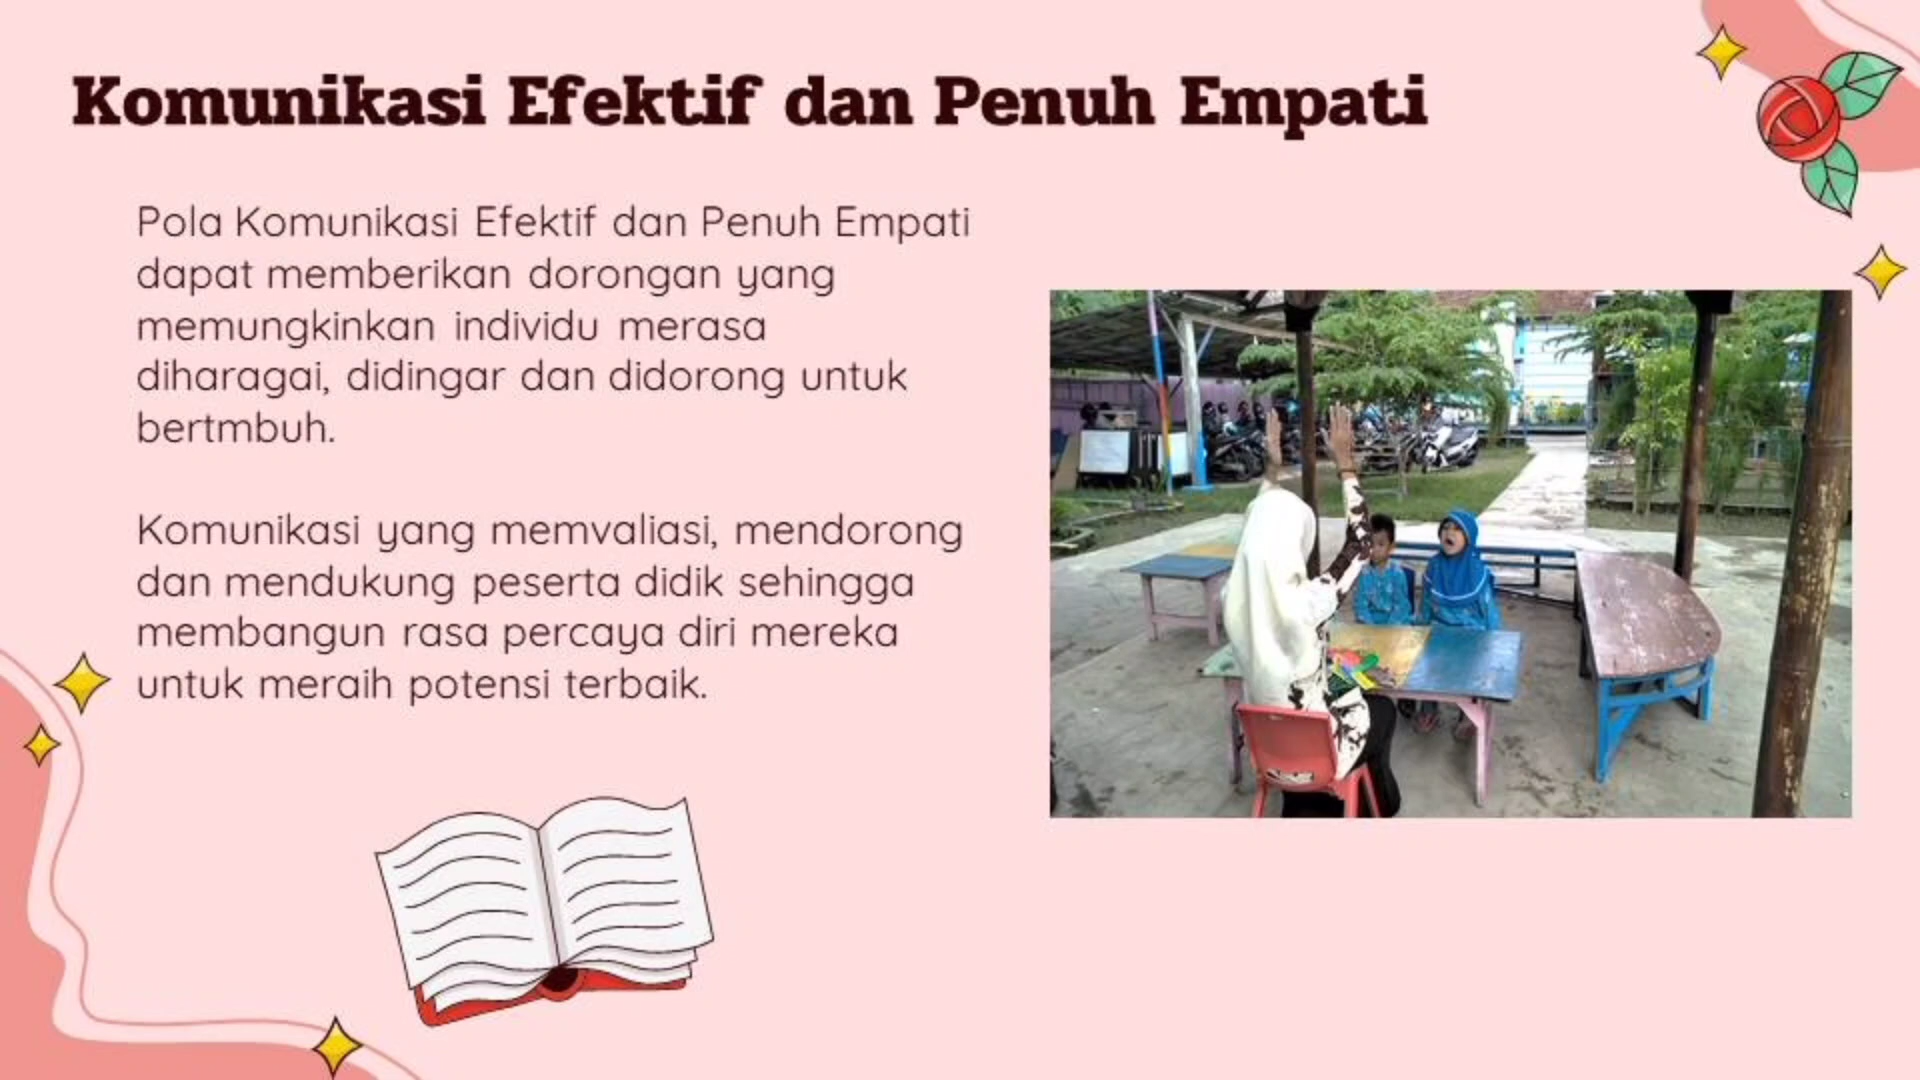 Komunikasi Efektif dan Penuh Empati
Pola Komunikasi Efektif dan Penuh Empati
dapat memberikan dorongan yang
memungkinkan individu merasa
diharagai, didingar dan didorong untuk
bertmbuh.
Komunikasi yang memvaliasi, mendorong
dan mendukung peserta didik sehingga
membangun rasa percaya diri mereka
untuk meraih potensi terbaik.